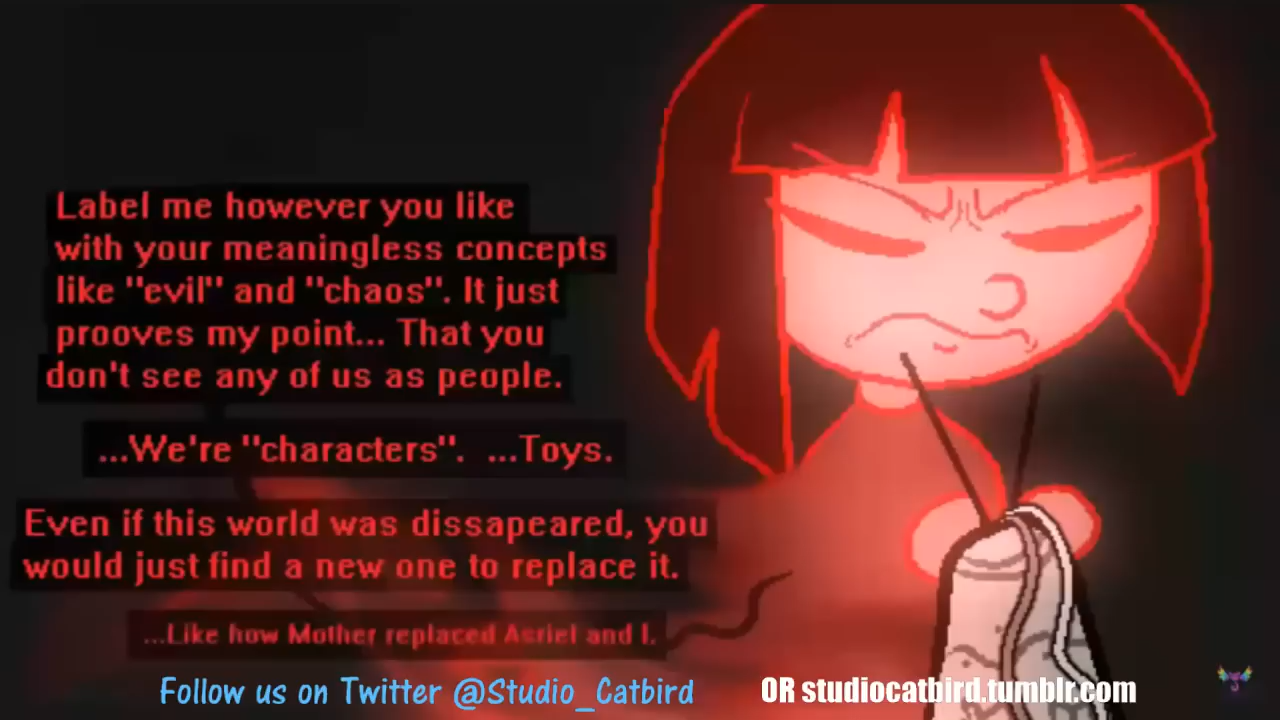 Label me however you like
with your meaningless concepts
like "evil" and "chaos". It just
prooves my point... That you
don't see any of us as people.
...We're "characters". ...Toys.
Even if this world was dissapeared, you
would just find a new one to replace it.
...Like how Mother replaced Asriel and I.
Follow us on Twitter @Studio_Catbird OR studiocatbird.tumblr.com